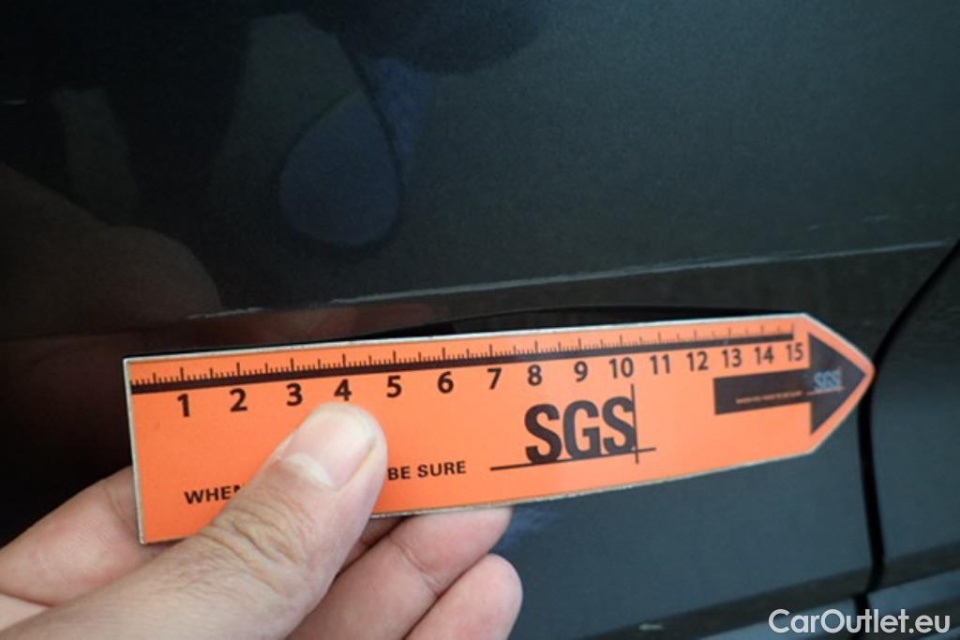 1 2 3 4 5 6 7 8 9 10 11 12 13 14 15
SGS
SGS
WHEN BE SURE
CarOutlet.eu